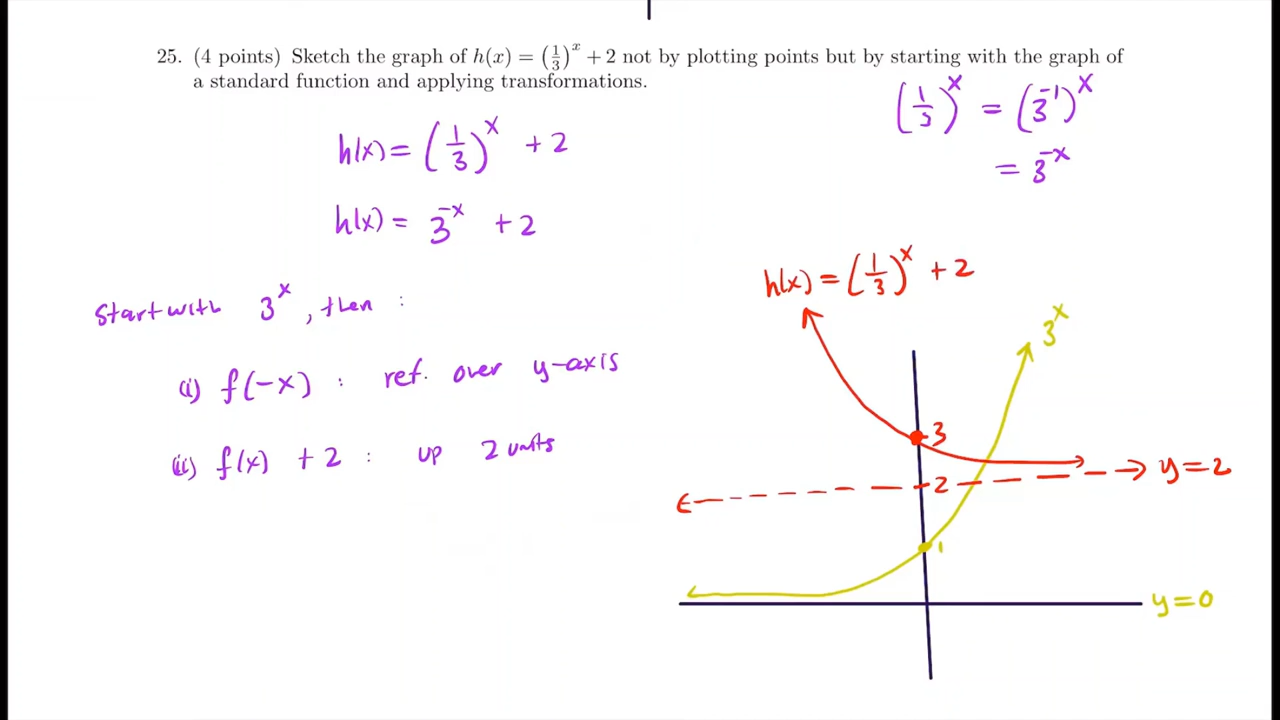 25. (4 points) Sketch the graph of h(x) = (1/3)^x + 2 not by plotting points but by starting with the graph of
a standard function and applying transformations.
(1/3)^x = (3^-1)^x
= 3^-x
h(x) = (1/3)^x + 2
h(x) = 3^-x + 2
Start with 3^x, then :
(i) f(-x) : ref. over y-axis
(ii) f(x) + 2 : up 2 units
h(x) = (1/3)^x + 2
3^x
3
y=2
2
1
y=0